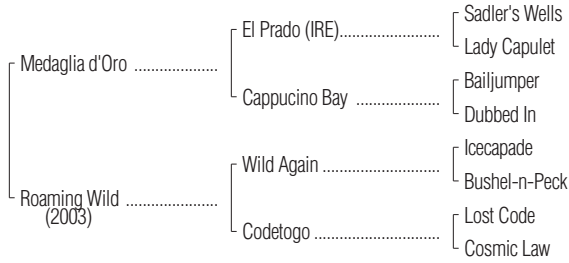 Sadler's Wells
El Prado (IRE)....................
Lady Capulet
Medaglia d'Oro ....................
Bailjumper
Cappucino Bay ....................
Dubbed In
Icecapade
Wild Again ........................
Bushel-n-Peck
Roaming Wild ......................
(2003)
Lost Code
Codetogo ..........................
Cosmic Law